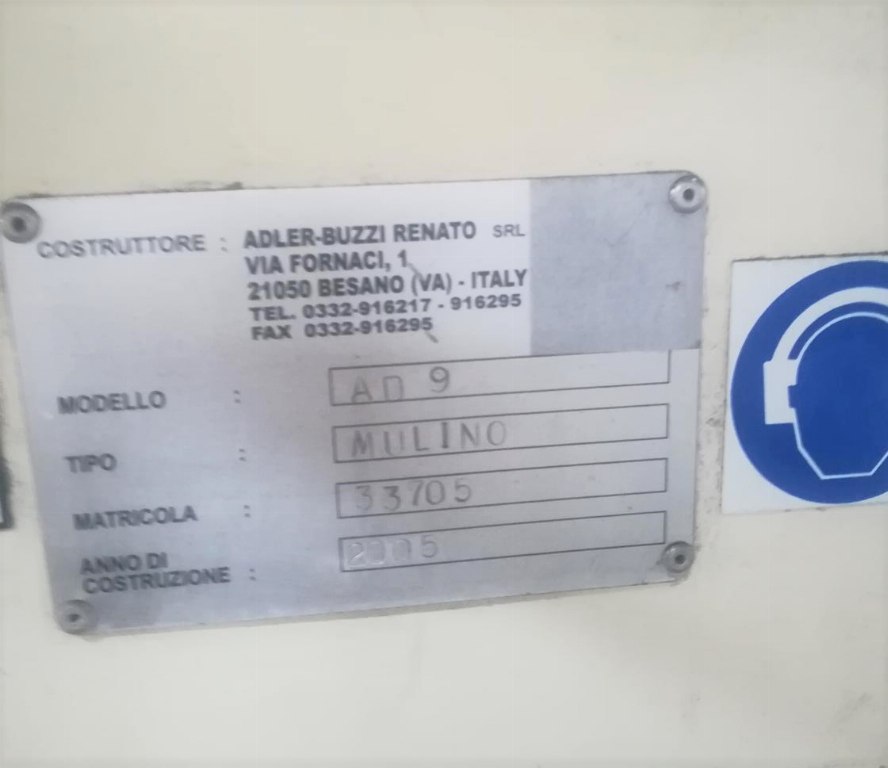 COSTRUTTORE : ADLER-BUZZI RENATO SRL
VIA FORNACI, 1
21050 BESANO (VA) - ITALY
TEL. 0332-916217 - 916295
FAX 0332-916295
MODELLO : AD 9
TIPO : MULINO
MATRICOLA : 33705
ANNO DI
COSTRUZIONE : 2005